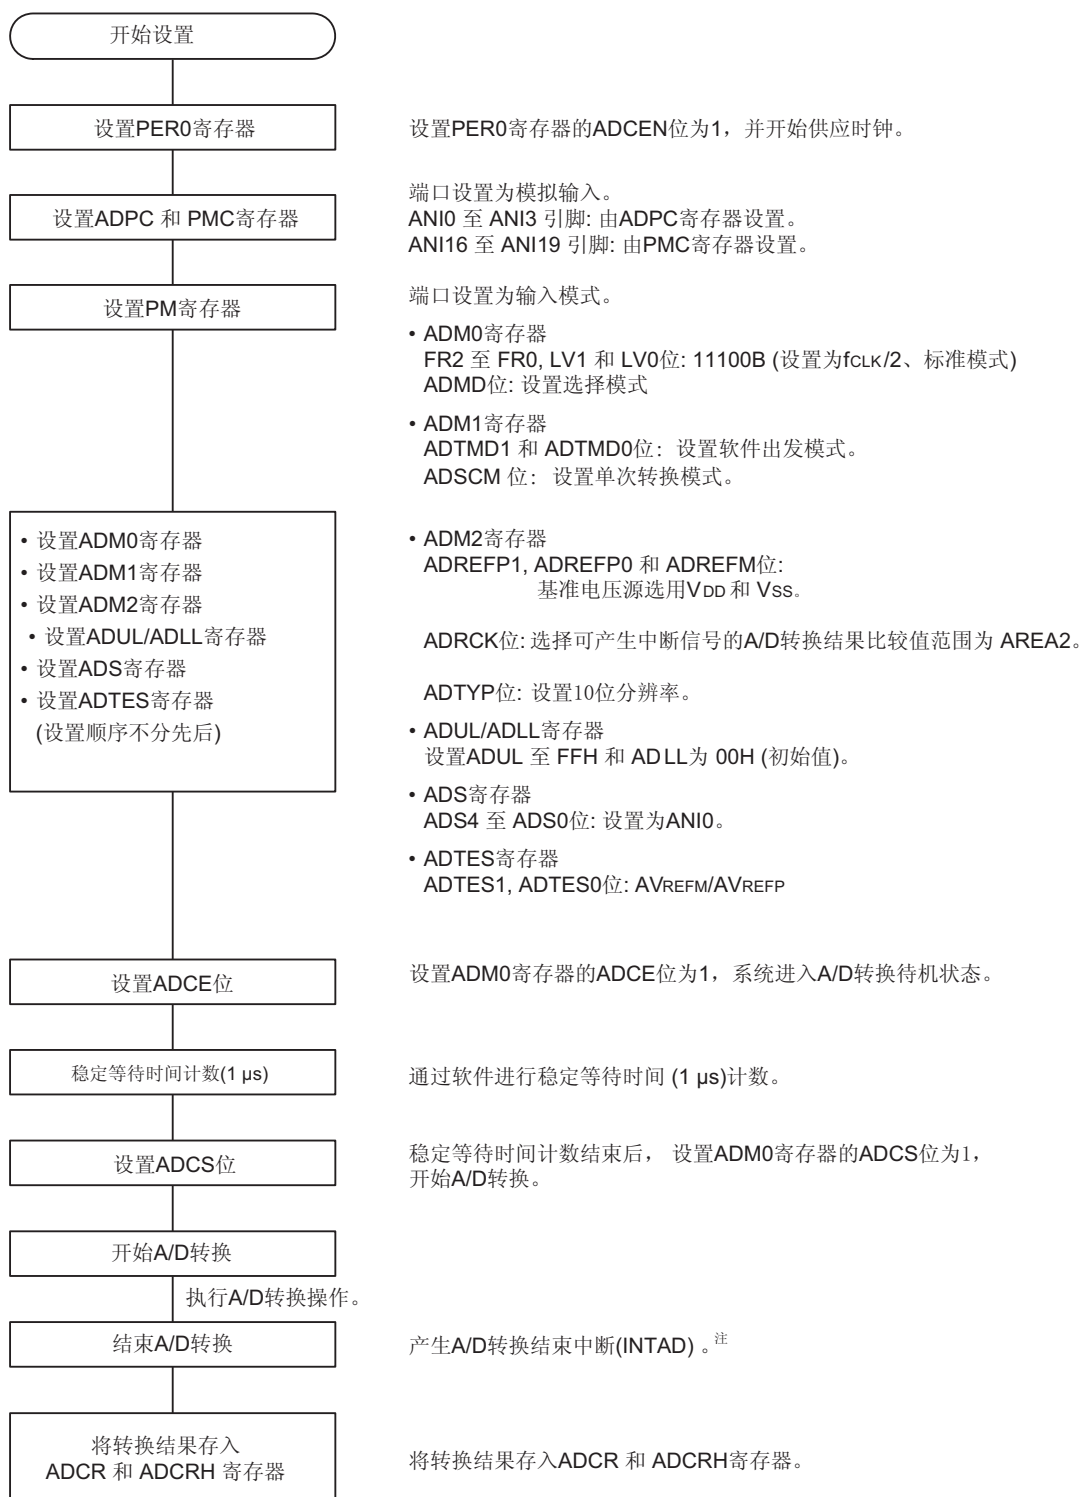 开始设置
设置PER0寄存器
设置PER0寄存器的ADCEN位为1，并开始供应时钟。
设置ADPC 和 PMC寄存器
端口设置为模拟输入。
ANI0 至 ANI3 引脚: 由ADPC寄存器设置。
ANI16 至 ANI19 引脚: 由PMC寄存器设置。
设置PM寄存器
端口设置为输入模式。
• 设置ADM0寄存器
• 设置ADM1寄存器
• 设置ADM2寄存器
• 设置ADUL/ADLL寄存器
• 设置ADS寄存器
• 设置ADTES寄存器
(设置顺序不分先后)
• ADM0寄存器
FR2 至 FR0, LV1 和 LV0位: 11100B (设置为fCLK/2、标准模式)
ADMD位: 设置选择模式
• ADM1寄存器
ADTMD1 和 ADTMD0位: 设置软件出发模式。
ADSCM 位: 设置单次转换模式。
• ADM2寄存器
ADREFP1, ADREFP0 和 ADREFM位:
基准电压源选用VDD 和 VSS。
ADRCK位: 选择可产生中断信号的A/D转换结果比较值范围为 AREA2。
ADTYP位: 设置10位分辨率。
• ADUL/ADLL寄存器
设置ADUL 至 FFH 和 ADLL为 00H (初始值)。
• ADS寄存器
ADS4 至 ADS0位: 设置为ANI0。
• ADTES寄存器
ADTES1, ADTES0位: AVREFM/AVREFP
设置ADCE位
设置ADM0寄存器的ADCE位为1，系统进入A/D转换待机状态。
稳定等待时间计数(1 μs)
通过软件进行稳定等待时间 (1 μs)计数。
设置ADCS位
稳定等待时间计数结束后， 设置ADM0寄存器的ADCS位为1，
开始A/D转换。
开始A/D转换
执行A/D转换操作。
结束A/D转换
产生A/D转换结束中断(INTAD) 。注
将转换结果存入
ADCR 和 ADCRH 寄存器
将转换结果存入ADCR 和 ADCRH寄存器。